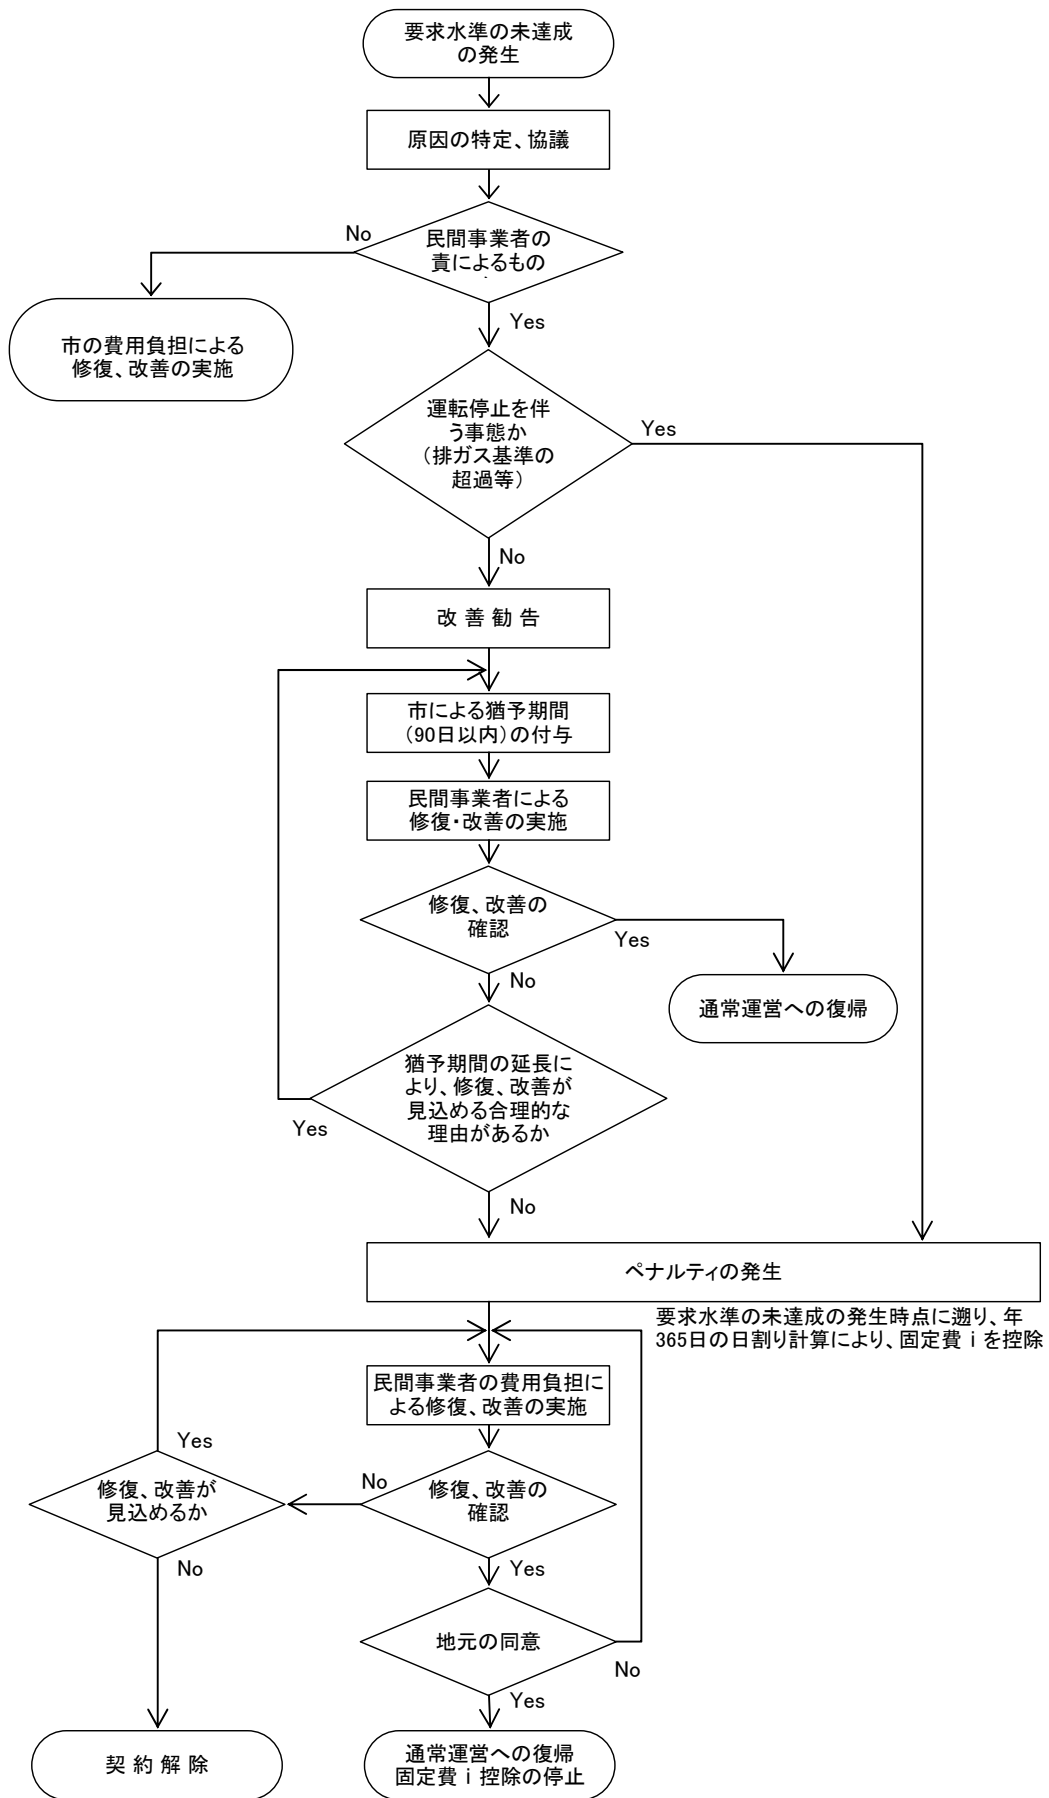 要求水準の未達成
の発生
原因の特定、協議
No
民間事業者の
責によるもの
Yes
市の費用負担による
修復、改善の実施
運転停止を伴
う事態か
（排ガス基準の
超過等）
Yes
No
改 善 勧 告
市による猶予期間
（90日以内）の付与
民間事業者による
修復・改善の実施
修復、改善の
確認
Yes
No
通常運営への復帰
猶予期間の延長に
より、修復、改善が
見込める合理的な
理由があるか
Yes
No
ペナルティの発生
要求水準の未達成の発生時点に遡り、年
365日の日割り計算により、固定費ｉを控除
民間事業者の費用負担に
よる修復、改善の実施
Yes
No
修復、改善が
見込めるか
修復、改善の
確認
No
Yes
地元の同意
No
Yes
契 約 解 除
通常運営への復帰
固定費ｉ控除の停止